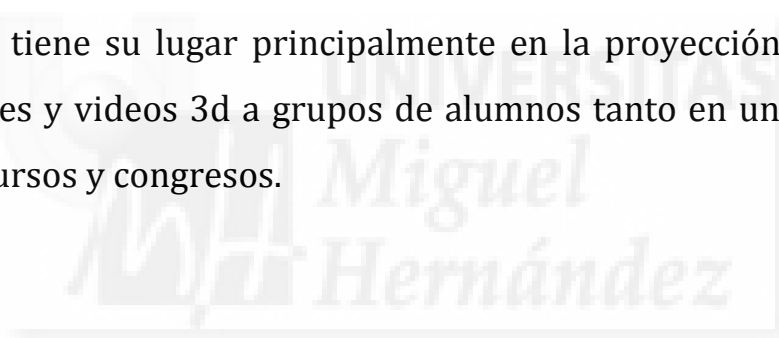 tiene su lugar principalmente en la proyección
es y videos 3d a grupos de alumnos tanto en un
ursos y congresos.
UNIVERSITAS
Miguel
Hernández